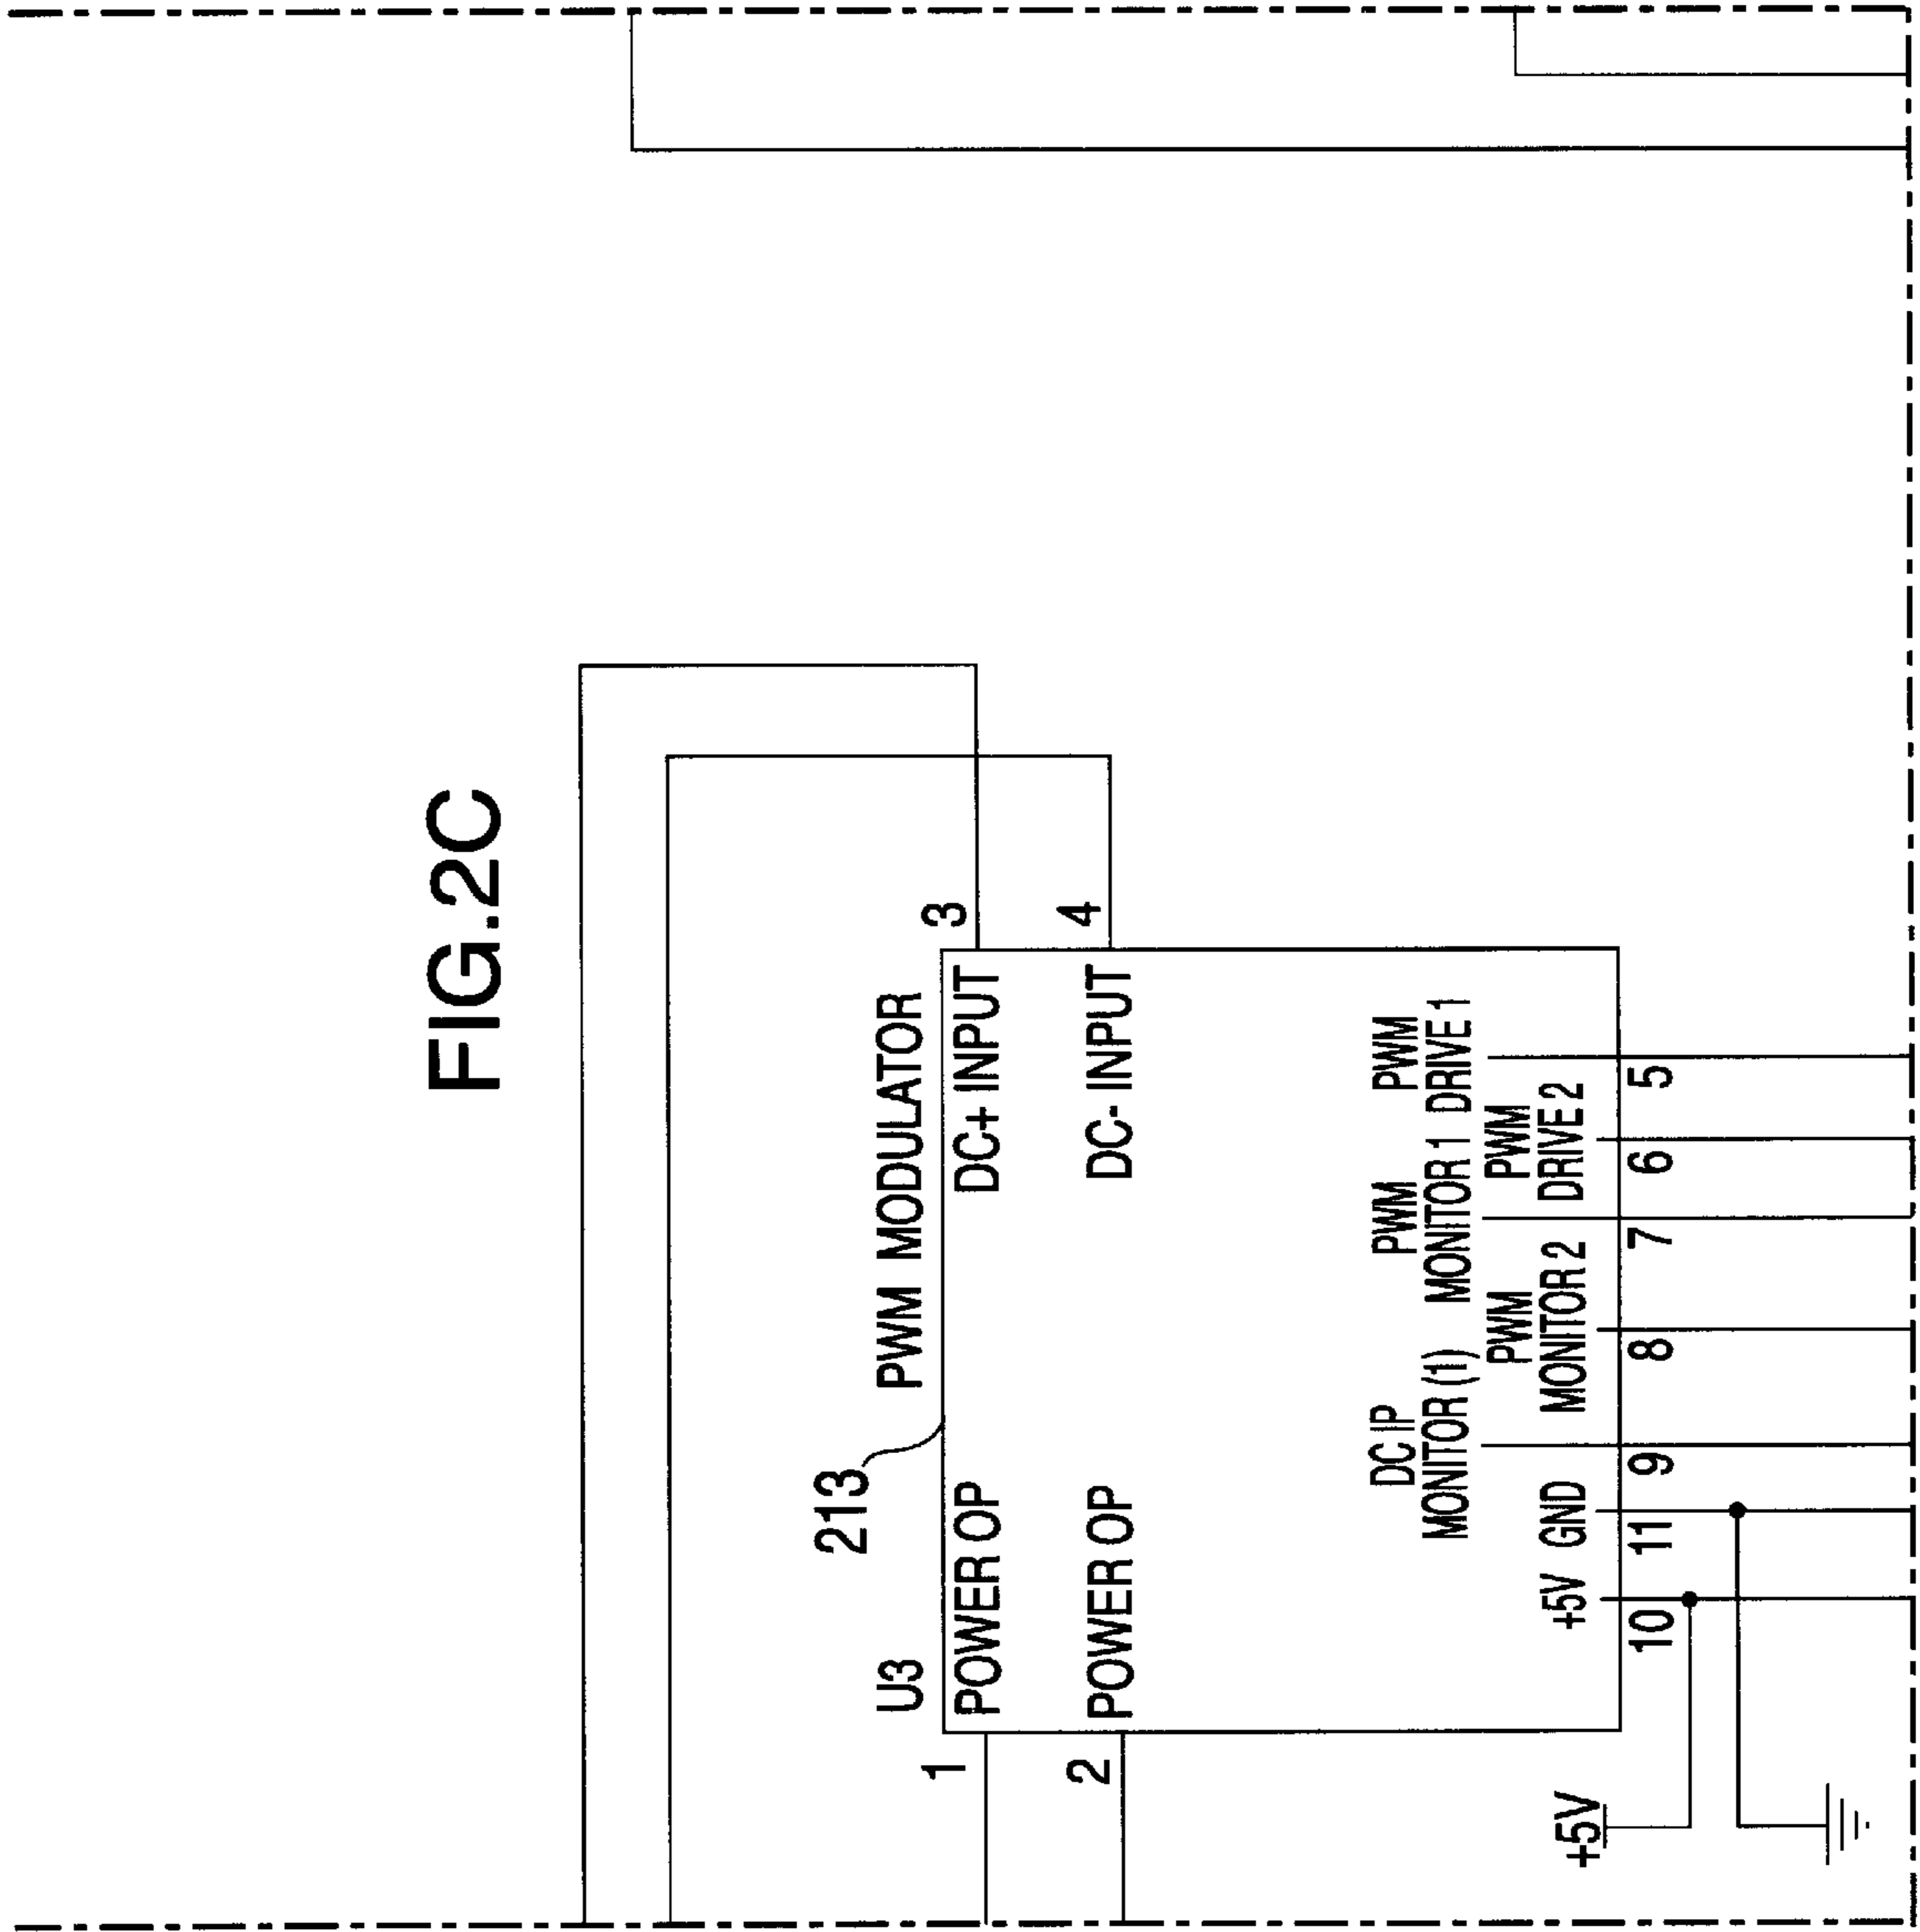 FIG.2C
213
U3
PWM MODULATOR
1
POWER OP
DC+ INPUT
3
2
POWER OP
DC- INPUT
4
DC IP
MONITOR (1)
PWM
MONITOR 1
PWM
DRIVE 1
PWM
MONITOR 2
PWM
DRIVE 2
+5V
GND
10
11
9
8
7
6
5
+5V